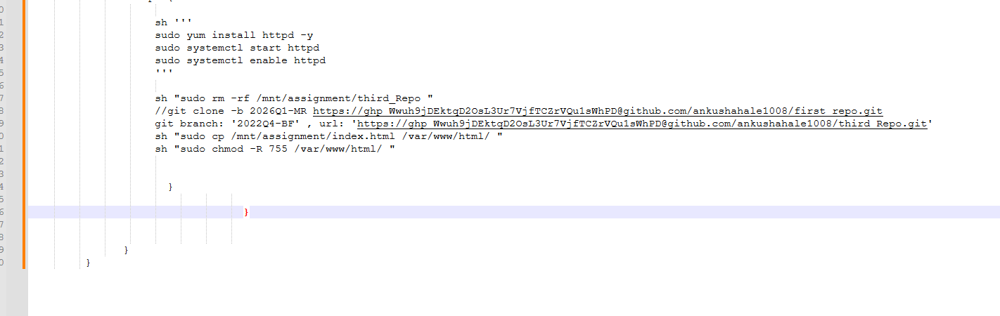 sh '''
sudo yum install httpd -y
sudo systemctl start httpd
sudo systemctl enable httpd
'''
sh "sudo rm -rf /mnt/assignment/third_Repo "
//git clone -b 2026Q1-MR https://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@github.com/ankushahale1008/first_repo.git
git branch: '2022Q4-BF' , url: 'https://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@github.com/ankushahale1008/third_Repo.git'
sh "sudo cp /mnt/assignment/index.html /var/www/html/ "
sh "sudo chmod -R 755 /var/www/html/ "
}
}
}
}